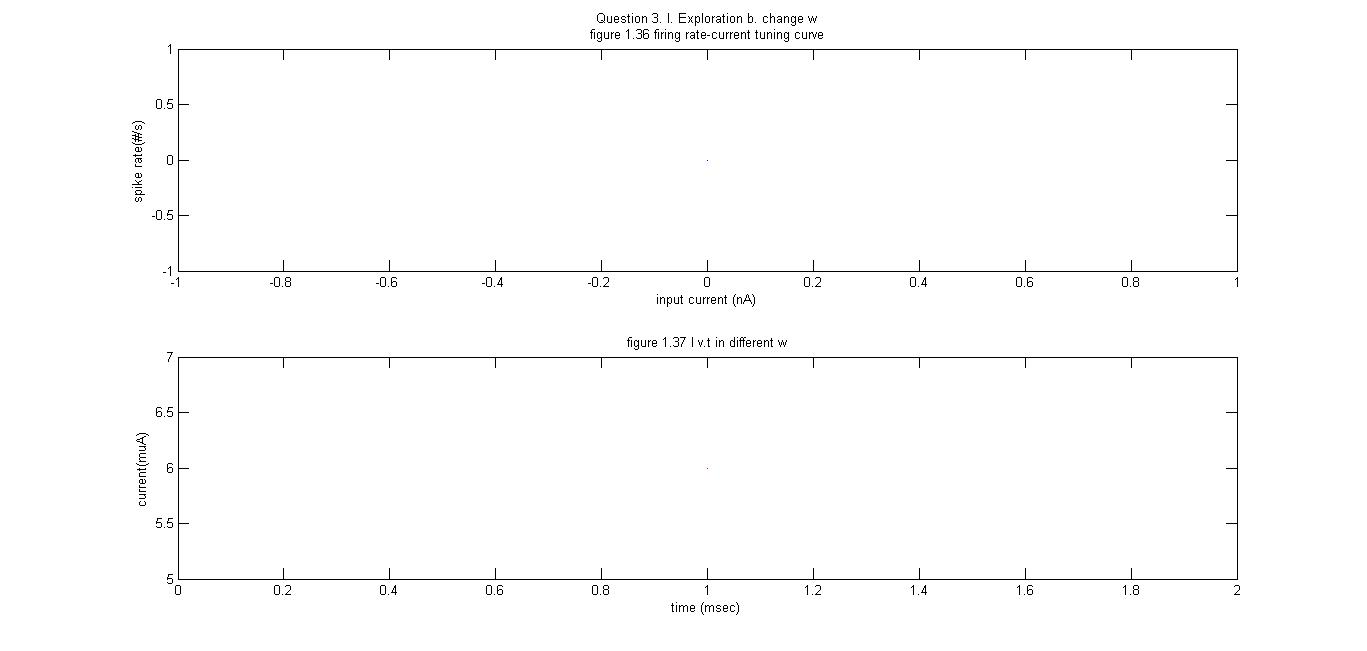 Question 3. I. Exploration b. change w
figure 1.36 firing rate-current tuning curve
1
0.5
0
-0.5
-1
spike rate(#/s)
-1 -0.8 -0.6 -0.4 -0.2 0 0.2 0.4 0.6 0.8 1
input current (nA)
figure 1.37 I v.t in different w
7
6.5
6
5.5
5
current(muA)
0 0.2 0.4 0.6 0.8 1 1.2 1.4 1.6 1.8 2
time (msec)